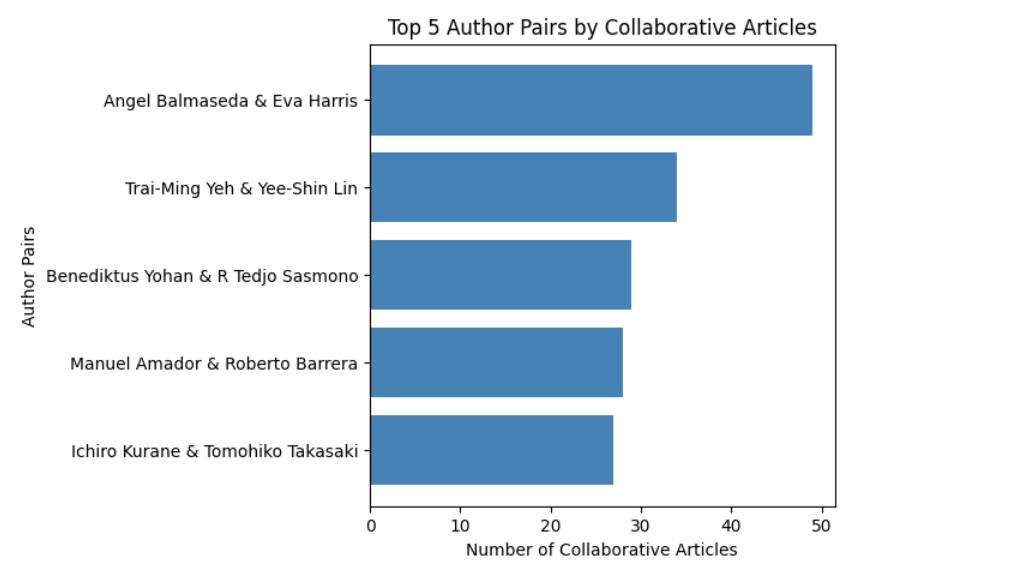 Top 5 Author Pairs by Collaborative Articles
Author Pairs
Angel Balmaseda & Eva Harris
Trai-Ming Yeh & Yee-Shin Lin
Benediktus Yohan & R Tedjo Sasmono
Manuel Amador & Roberto Barrera
Ichiro Kurane & Tomohiko Takasaki
0 10 20 30 40 50
Number of Collaborative Articles